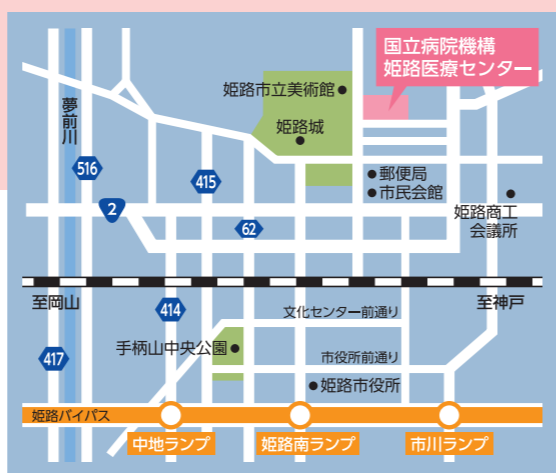 国立病院機構
姫路医療センター
姫路市立美術館
姫路城
夢前川
516
415
郵便局
市民会館
2
62
姫路商工
会議所
至岡山
至神戸
414
文化センター前通り
手柄山中央公園
市役所前通り
417
姫路市役所
姫路バイパス
中地ランプ
姫路南ランプ
市川ランプ